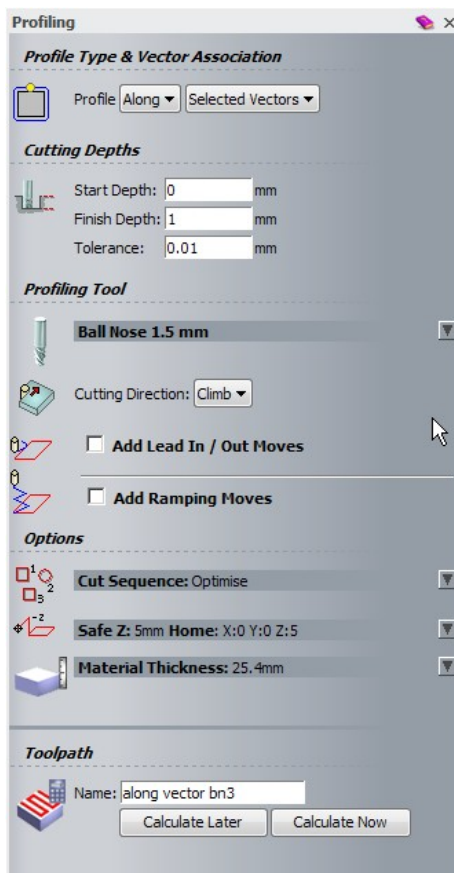 Profiling
Profile Type & Vector Association
Profile Along Selected Vectors
Cutting Depths
Start Depth: 0 mm
Finish Depth: 1 mm
Tolerance: 0.01 mm
Profiling Tool
Ball Nose 1.5 mm
Cutting Direction: Climb
Add Lead In / Out Moves
Add Ramping Moves
Options
Cut Sequence: Optimise
Safe Z: 5mm Home: X:0 Y:0 Z:5
Material Thickness: 25.4mm
Toolpath
Name: along vector bn3
Calculate Later Calculate Now